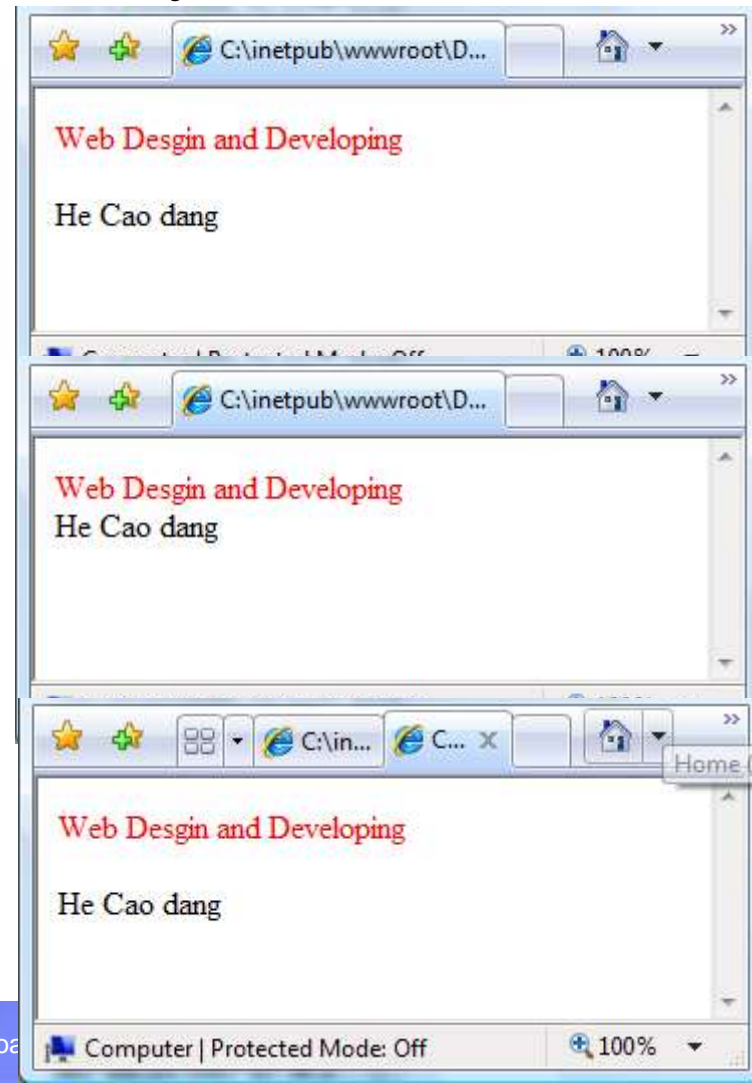 C:\inetpub\wwwroot\D...
Web Desgin and Developing
He Cao dang
100%
C:\inetpub\wwwroot\D...
Web Desgin and Developing
He Cao dang
C:\in... C...
Home (
Web Desgin and Developing
He Cao dang
Computer | Protected Mode: Off 100%